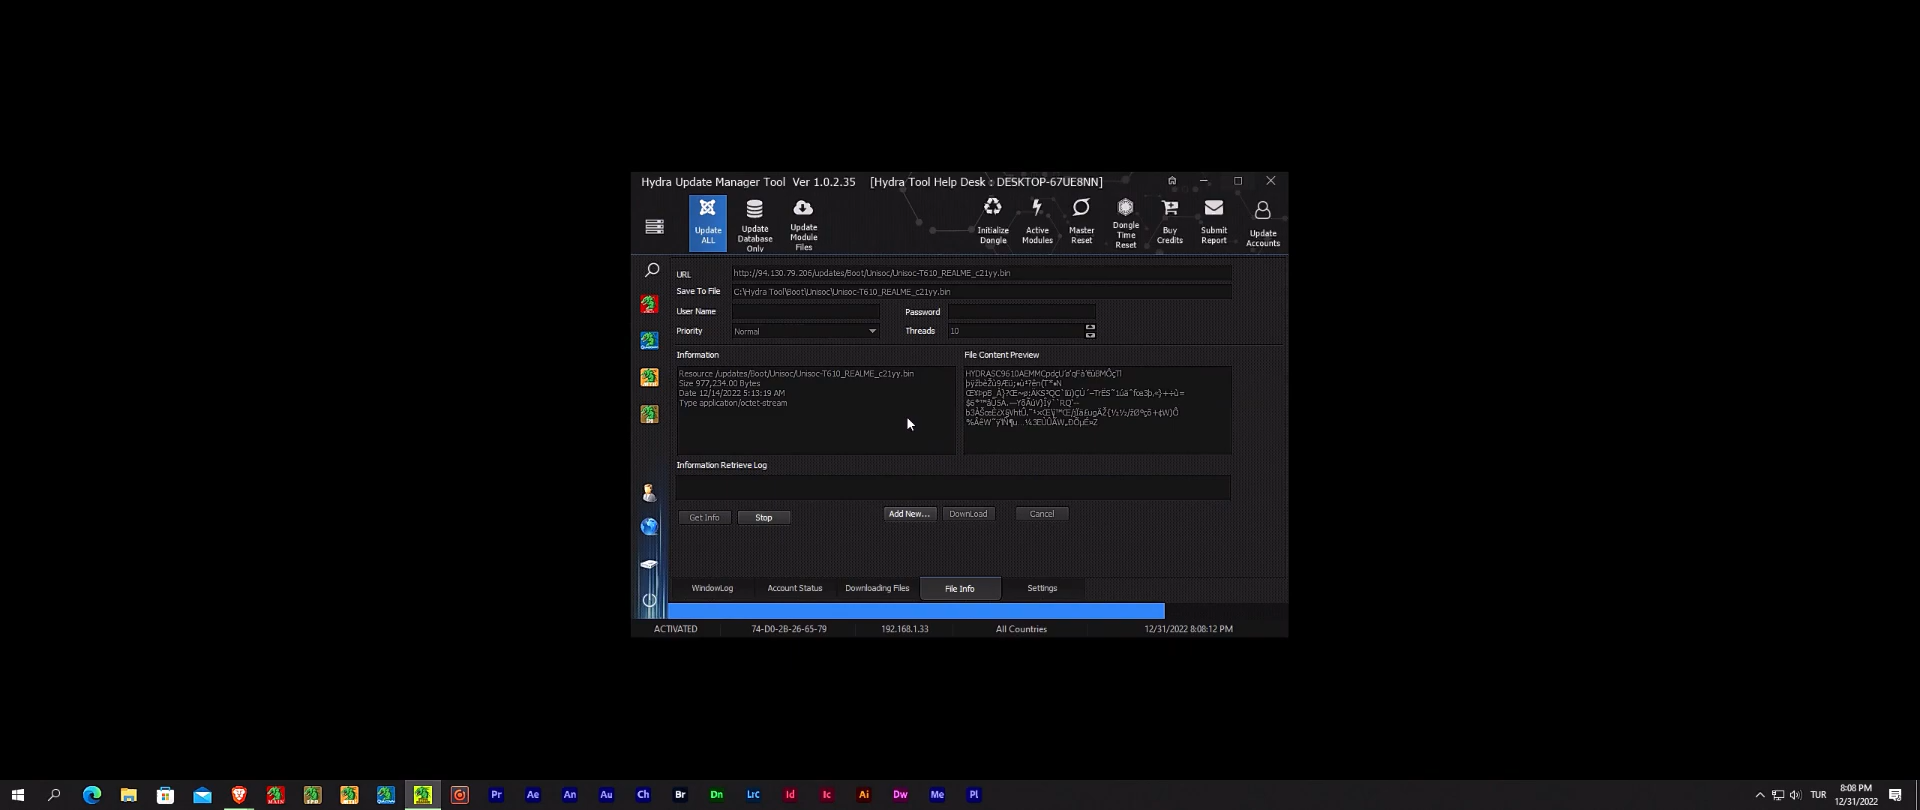 Hydra Update Manager Tool Ver 1.0.2.35 [Hydra Tool Help Desk : DESKTOP-67UE8NN]
Update ALL
Update Database Only
Update Module Files
Initialize Dongle
Active Modules
Master Reset
Dongle Time Reset
Buy Credits
Submit Report
Update Accounts
URL http://94.130.79.206/updates/Boot/Unisoc/Unisoc-T610_REALME_c21yy.bin
Save To File C:\Hydra Tool\Boot\Unisoc\Unisoc-T610_REALME_c21yy.bin
User Name Password
Priority Normal Threads 10
Information File Content Preview
Resource /updates/Boot/Unisoc/Unisoc-T610_REALME_c21yy.bin
Size 977,234.00 Bytes
Date 12/14/2022 5:13:19 AM
Type application/octet-stream
Information Retrieve Log
Get Info Stop Add New... DownLoad Cancel
WindowLog Account Status Downloading Files File Info Settings
ACTIVATED 74-D0-2B-26-65-79 192.168.1.33 All Countries 12/31/2022 8:08:12 PM
MAIN
Pr Ae An Au Ch Br Dn Lrc Id Ic Ai Dw Me Pl
TUR 8:08 PM
12/31/2022